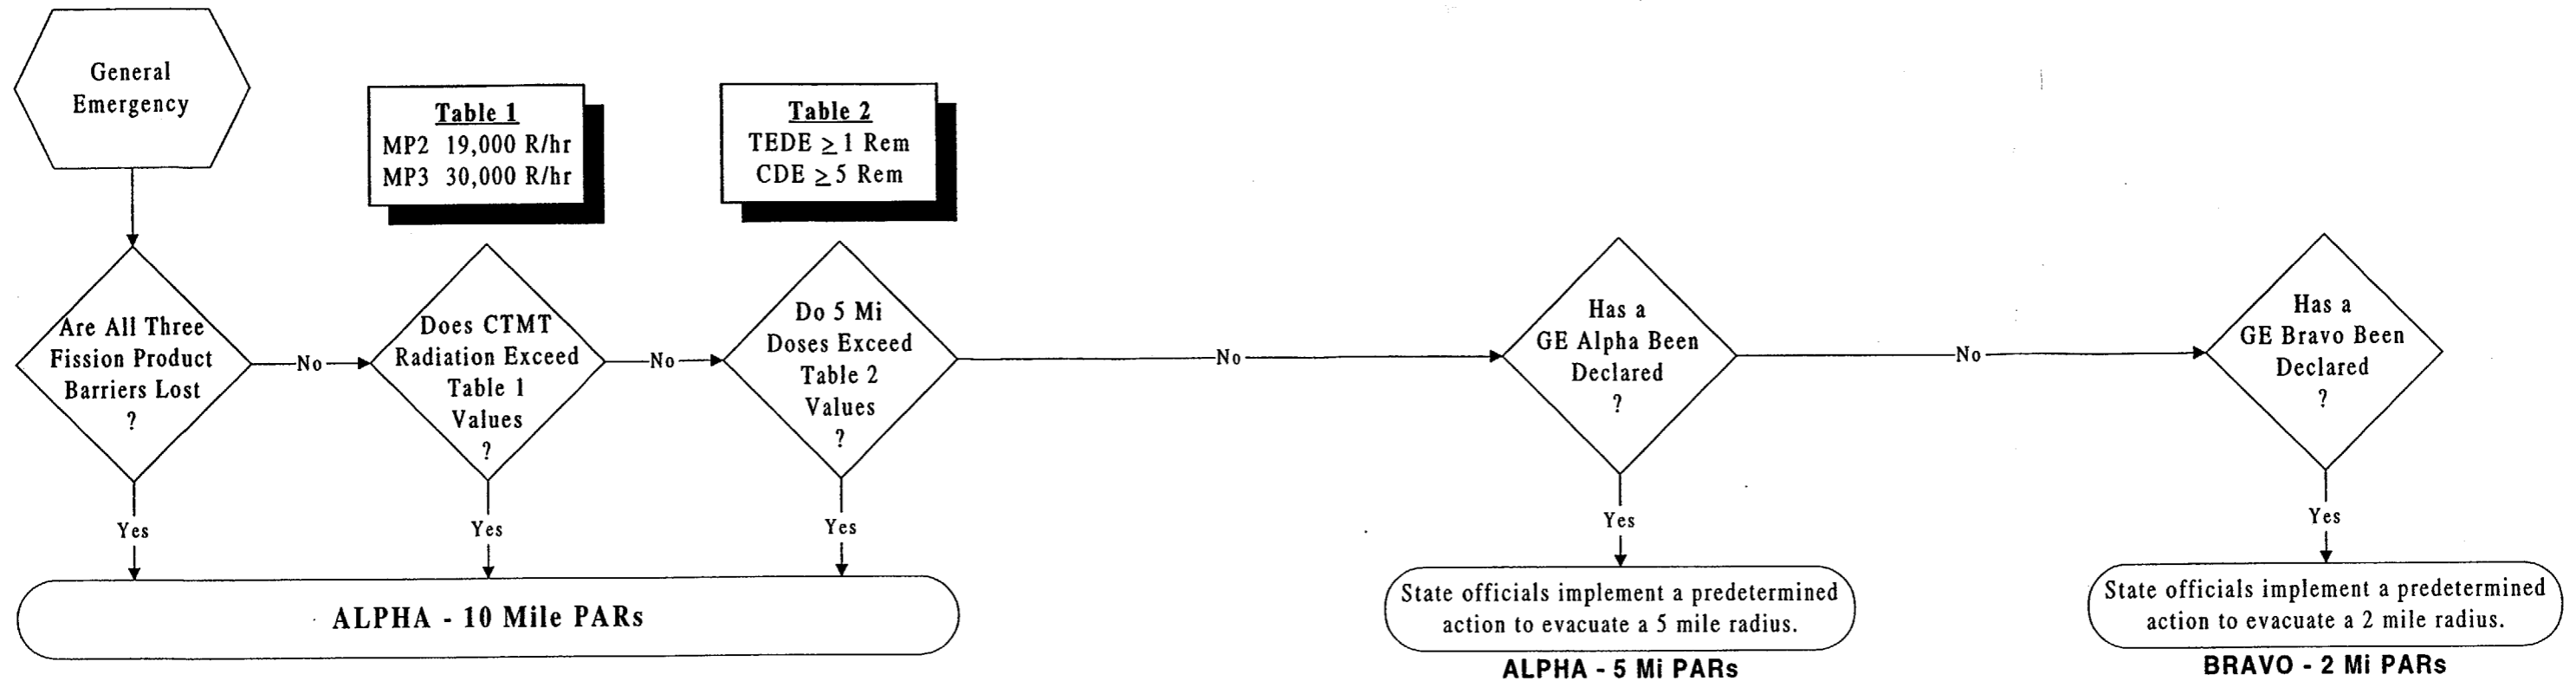 General
Emergency
Table 1
MP2 19,000 R/hr
MP3 30,000 R/hr
Table 2
TEDE ≥ 1 Rem
CDE ≥ 5 Rem
Are All Three
Fission Product
Barriers Lost
?
No
Does CTMT
Radiation Exceed
Table 1
Values
?
No
Do 5 Mi
Doses Exceed
Table 2
Values
?
No
Has a
GE Alpha Been
Declared
?
No
Has a
GE Bravo Been
Declared
?
Yes
Yes
Yes
Yes
Yes
ALPHA - 10 Mile PARs
State officials implement a predetermined
action to evacuate a 5 mile radius.
ALPHA - 5 Mi PARs
State officials implement a predetermined
action to evacuate a 2 mile radius.
BRAVO - 2 Mi PARs